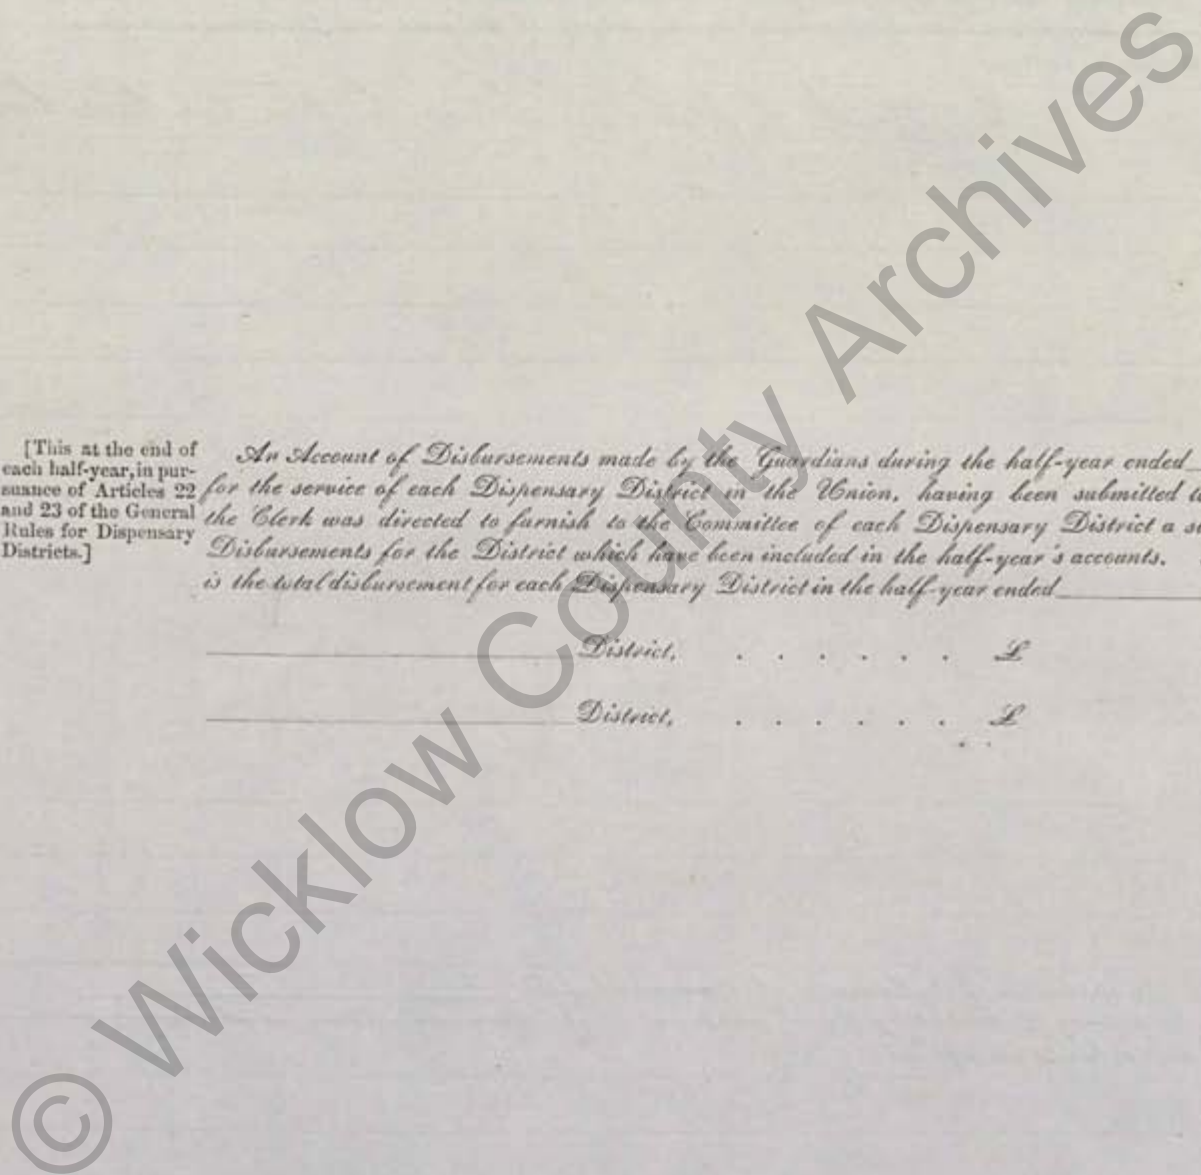 [This at the end of
each half-year, in pur-
suance of Articles 22
and 23 of the General
Rules for Dispensary
Districts.]
An Account of Disbursements made by the Guardians during the half-year ended
for the service of each Dispensary District in the Union, having been submitted
the Clerk was directed to furnish to the Committee of each Dispensary District a
Disbursements for the District which have been included in the half-year's accounts.
is the total disbursement for each Dispensary District in the half-year ended
District, . . . . . . £
District, . . . . . . £
© Wicklow County Archives